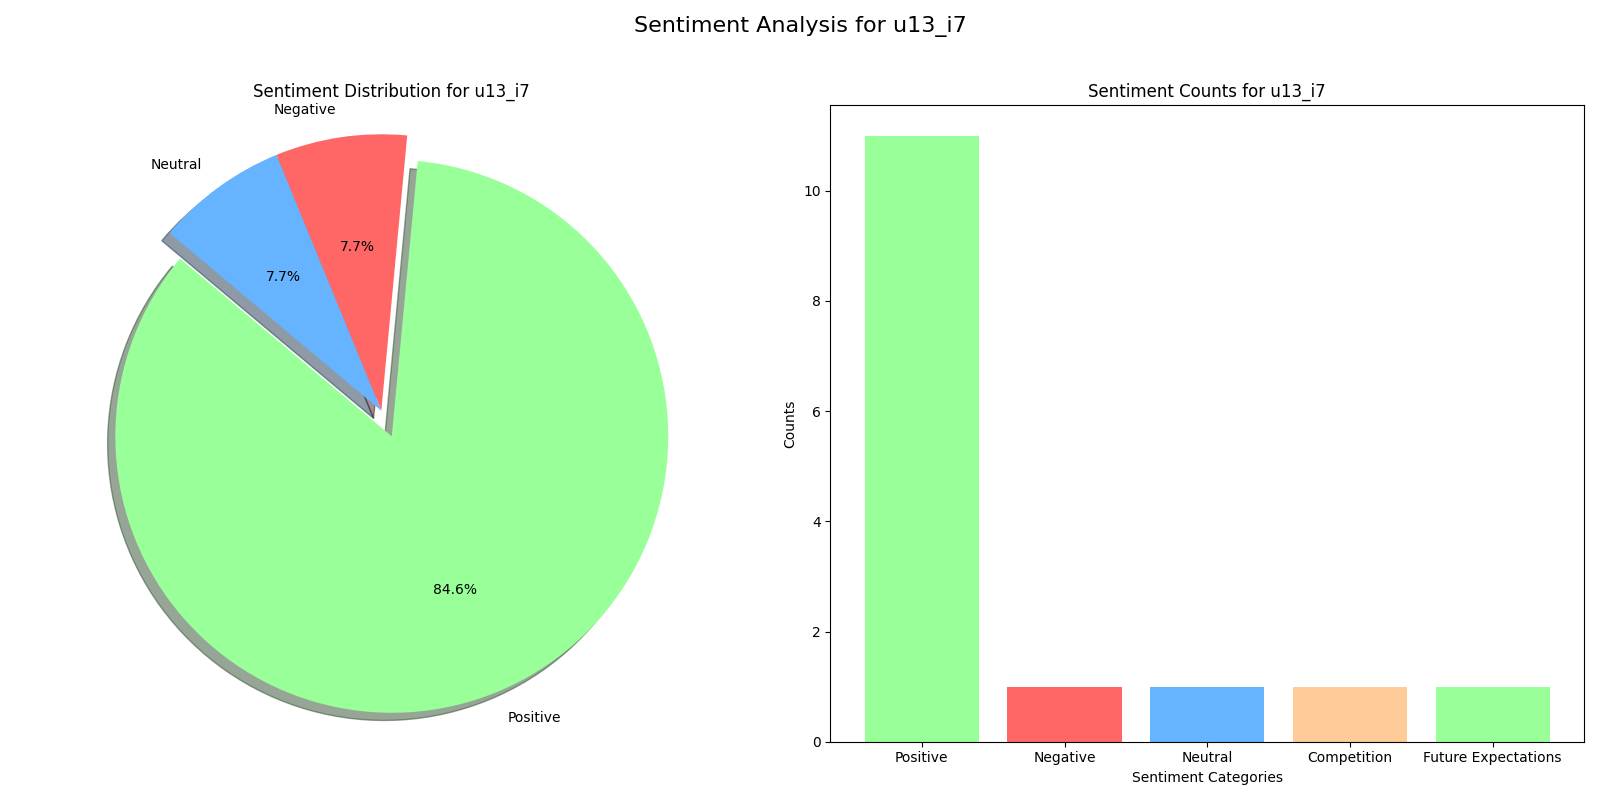 Sentiment Analysis for u13_i7
Sentiment Distribution for u13_i7
Negative
Neutral
7.7%
7.7%
84.6%
Positive
Sentiment Counts for u13_i7
10
8
6
4
2
0
Counts
Positive
Negative
Neutral
Competition
Future Expectations
Sentiment Categories